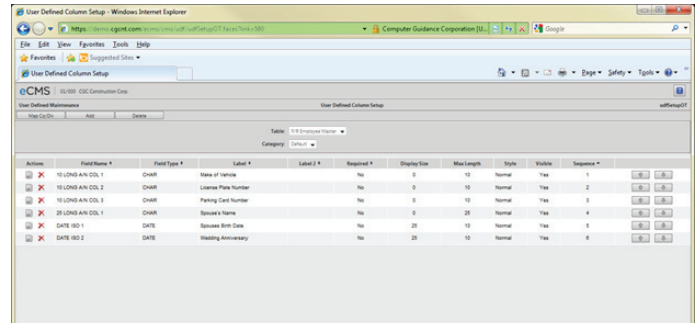 User Defined Column Setup - Windows Internet Explorer
Computer Guidance Corporation [U...
Google
File Edit View Favorites Tools Help
Favorites Suggested Sites
User Defined Column Setup
Page Safety Tools
eCMS 01/000 CGC Construction Corp.
User Defined Maintenance User Defined Column Setup udfSetupOT
Map Co/Div Add Delete
Table:
Category: Default
Actions Field Name Field Type Label Label 2 Required Display Size Max Length Style Visible Sequence
10 LONG A/N COL 1 CHAR Make of Vehicle No 0 10 Normal Yes 1
10 LONG A/N COL 2 CHAR License Plate Number No 0 10 Normal Yes 2
10 LONG A/N COL 3 CHAR Parking Card Number No 0 10 Normal Yes 3
25 LONG A/N COL 1 CHAR Spouse's Name No 0 25 Normal Yes 4
DATE ISO 1 DATE Spouses Birth Date No 25 10 Normal Yes 5
DATE ISO 2 DATE Wedding Anniversary No 25 10 Normal Yes 6